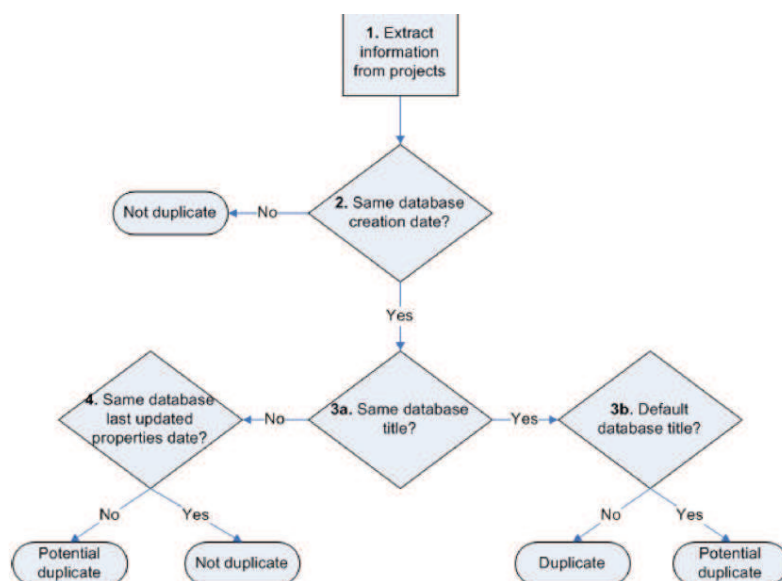 1. Extract
information
from projects
2. Same database
creation date?
No
Not duplicate
Yes
4. Same database
last updated
properties date?
No
3a. Same database
title?
Yes
3b. Default
database title?
No
Yes
No
Yes
Potential
duplicate
Not duplicate
Duplicate
Potential
duplicate